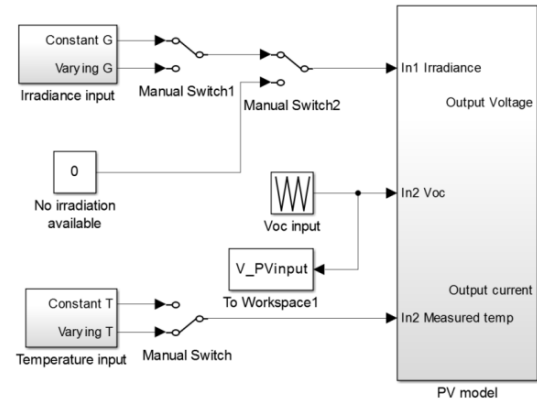 Constant G
Varying G
Irradiance input
Manual Switch1
Manual Switch2
In1 Irradiance
Output Voltage
0
No irradiation
available
Voc input
In2 Voc
V_PVinput
To Workspace1
Output current
Constant T
Varying T
Temperature input
Manual Switch
In2 Measured temp
PV model